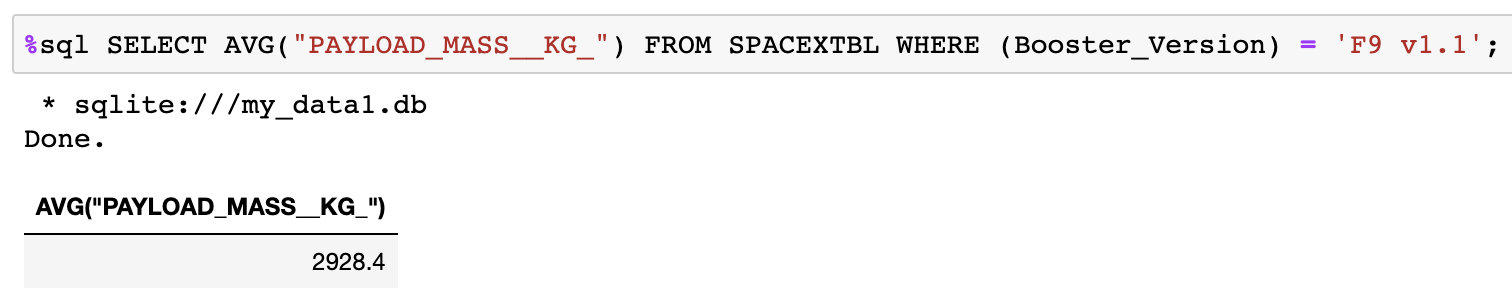 %sql SELECT AVG("PAYLOAD_MASS__KG_") FROM SPACEXTBL WHERE (Booster_Version) = 'F9 v1.1';
* sqlite:///my_data1.db
Done.
AVG("PAYLOAD_MASS__KG_")
2928.4